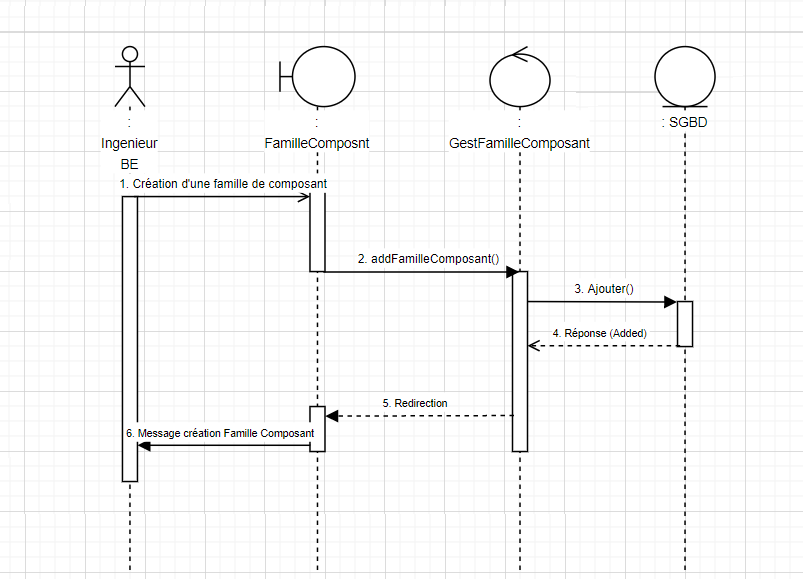 :
Ingenieur
BE
:
FamilleComposnt
:
GestFamilleComposant
: SGBD
1. Création d'une famille de composant
2. addFamilleComposant()
3. Ajouter()
4. Réponse (Added)
5. Redirection
6. Message création Famille Composant